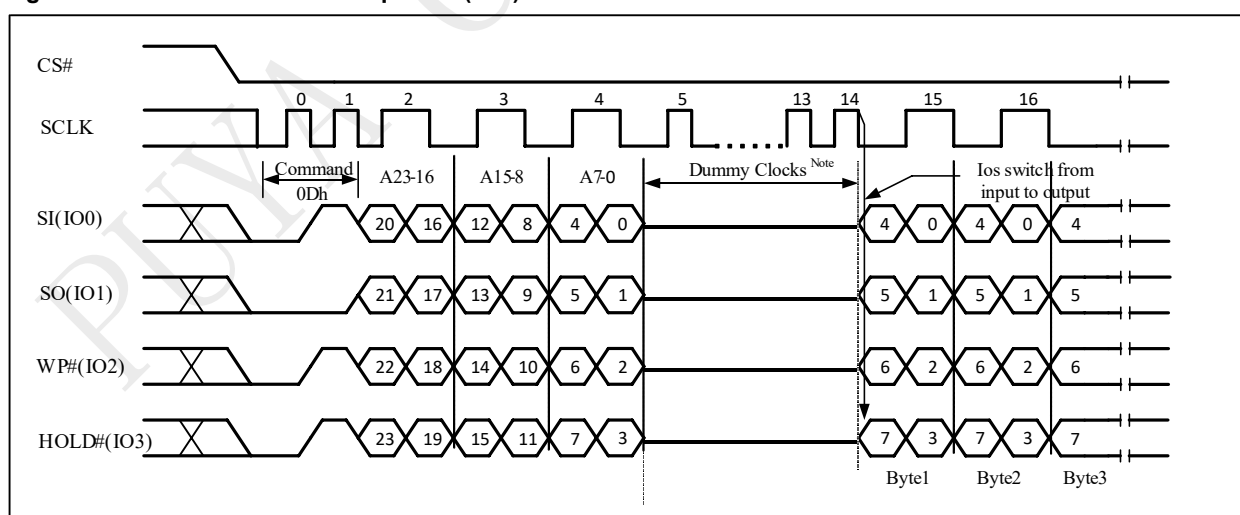 PUYA
CS#
0 1 2 3 4 5 13 14 15 16
SCLK
Command
0Dh
A23-16 A15-8 A7-0 Dummy Clocks Note
Ios switch from
input to output
SI(IO0) 20 16 12 8 4 0 4 0 4 0 4
SO(IO1) 21 17 13 9 5 1 5 1 5 1 5
WP#(IO2) 22 18 14 10 6 2 6 2 6 2 6
HOLD#(IO3) 23 19 15 11 7 3 7 3 7 3 7
Byte1 Byte2 Byte3